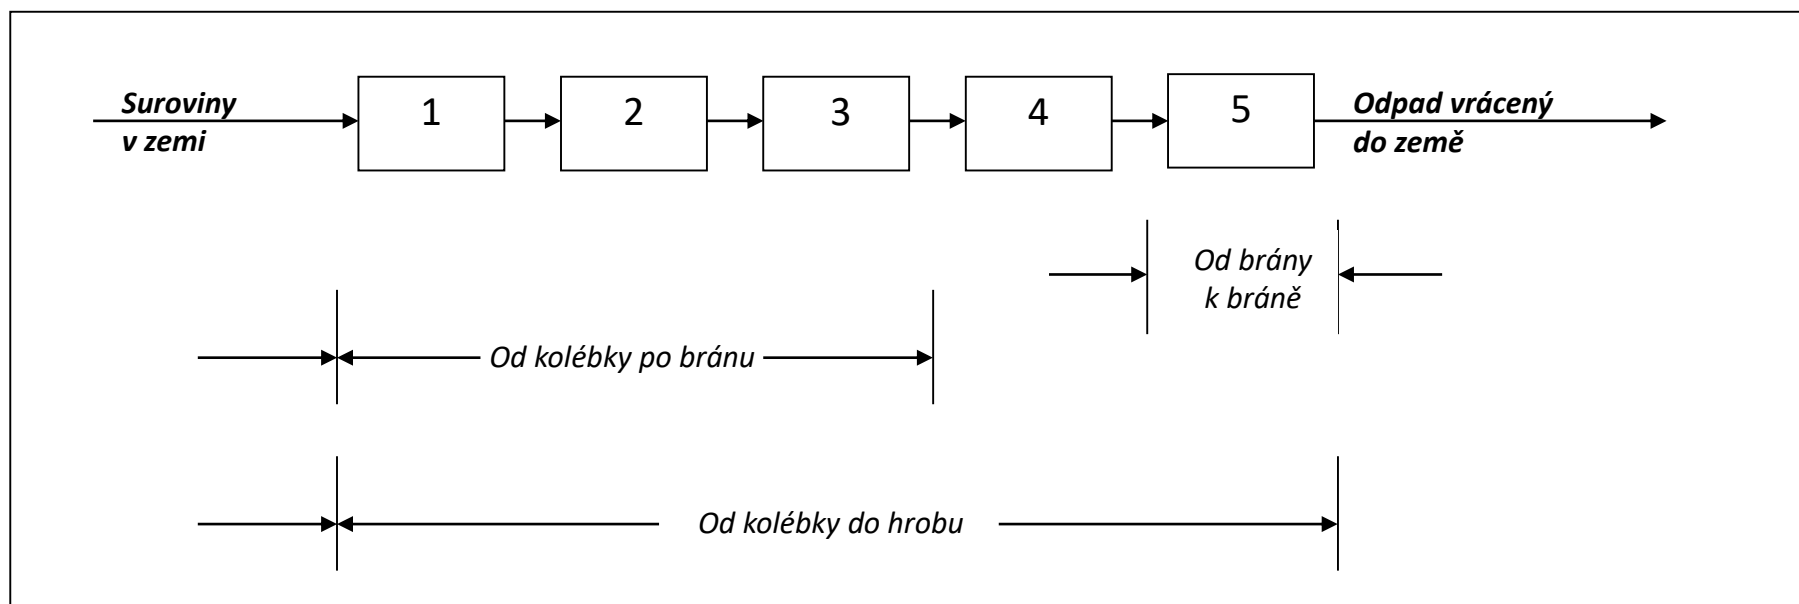 Suroviny
v zemi
1
2
3
4
5
Odpad vrácený
do země
Od brány
k bráně
Od kolébky po bránu
Od kolébky do hrobu